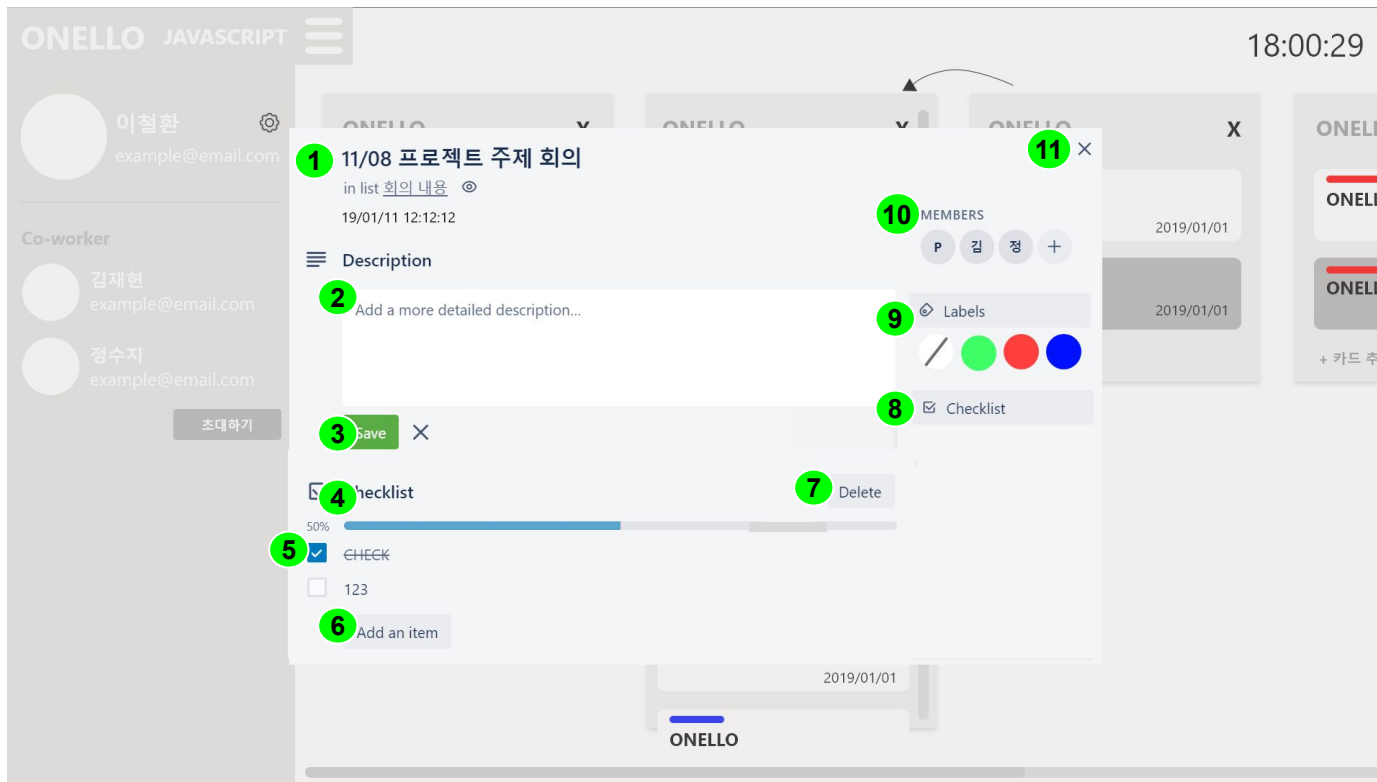 ONELLO JAVASCRIPT
18:00:29
이철환
example@email.com
Co-worker
김재헌
example@email.com
정수지
example@email.com
초대하기
ONELLO X
ONELLO X
ONELLO X
2019/01/01
2019/01/01
ONELL
ONELL
ONELL
+ 카드 추
1 11/08 프로젝트 주제 회의
in list 회의 내용
19/01/11 12:12:12
Description
2 Add a more detailed description...
3 Save
4 Checklist
7 Delete
50%
5 CHECK
123
6 Add an item
11
10 MEMBERS
P 김 정 +
9 Labels
8 Checklist
2019/01/01
ONELLO